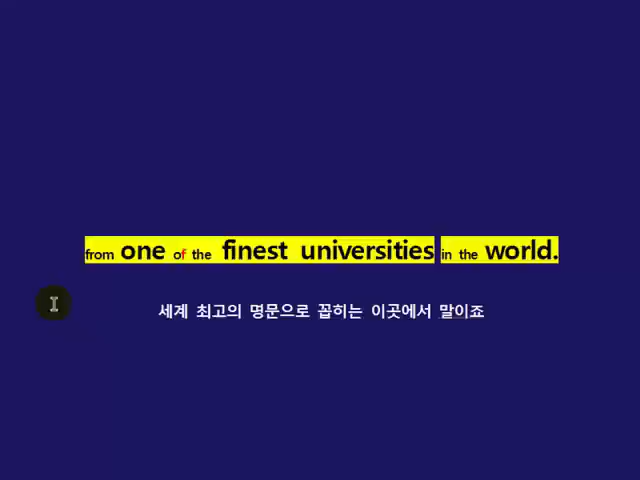 from one of the finest universities in the world.
세계 최고의 명문으로 꼽히는 이곳에서 말이죠